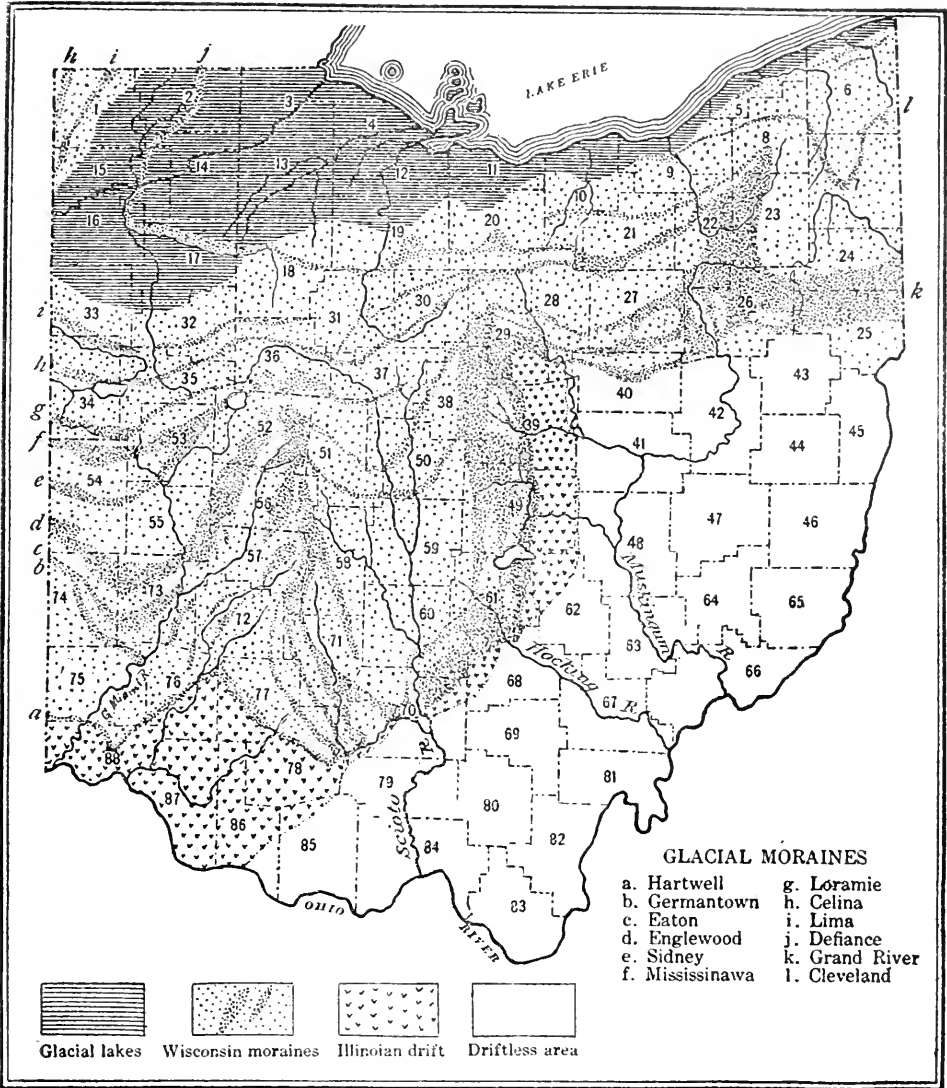 h i j
LAKE ERIE
1 2 3 4 5 6 l
15 14 13 12 11 9 8 7
16 10
17 18 19 20 21 22 23 24
i 33 32 31 30 28 27 26 k
h 35 36 37 29 25
g 34 38 40 42 43
f 53 52 51 50 39 41 44 45
e 54
d 55 56 49 47 46
c 57 58 59 48
b
74 73 72 71 60 61 62 64 65
Muskingum R.
63 66
75 76 77 Hocking R.
G. Miami R. 70 68 67
a
88 78 69
87 86 79 80 81
85 84 82
Scioto R.
83
OHIO RIVER
GLACIAL MORAINES
a. Hartwell
b. Germantown
c. Eaton
d. Englewood
e. Sidney
f. Mississinawa
g. Loramie
h. Celina
i. Lima
j. Defiance
k. Grand River
l. Cleveland
Glacial lakes Wisconsin moraines Illinoian drift Driftless area